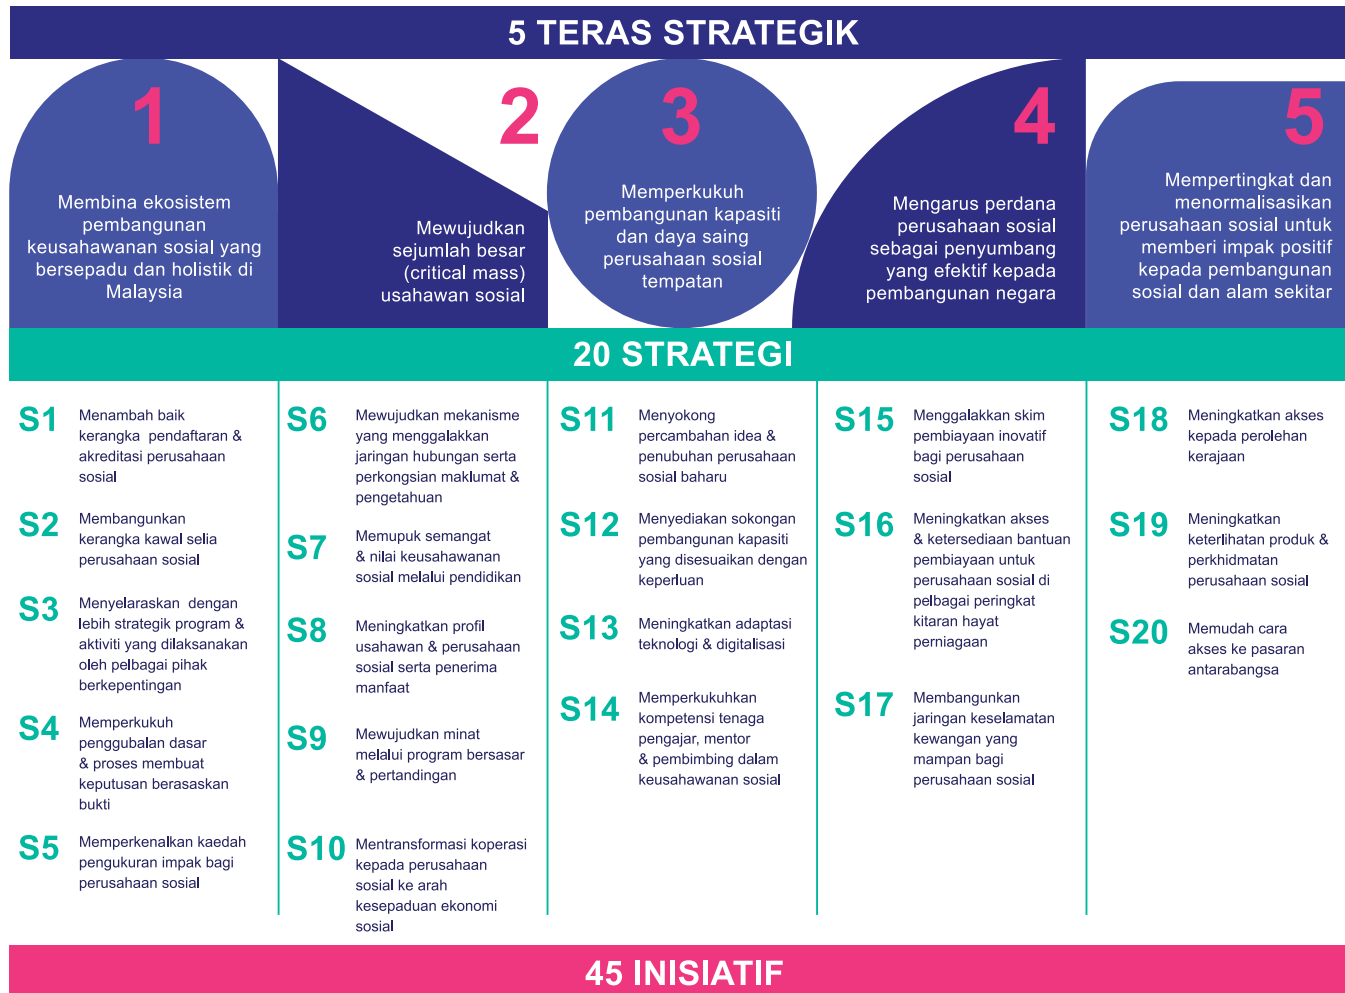 5 TERAS STRATEGIK
1
Membina ekosistem
pembangunan
keusahawanan sosial yang
bersepadu dan holistik di
Malaysia
2
Mewujudkan
sejumlah besar
(critical mass)
usahawan sosial
3
Memperkukuh
pembangunan kapasiti
dan daya saing
perusahaan sosial
tempatan
4
Mengarus perdana
perusahaan sosial
sebagai penyumbang
yang efektif kepada
pembangunan negara
5
Mempertingkat dan
menormalisasikan
perusahaan sosial untuk
memberi impak positif
kepada pembangunan
sosial dan alam sekitar
20 STRATEGI
S1
Menambah baik
kerangka pendaftaran &
akreditasi perusahaan
sosial
S2
Membangunkan
kerangka kawal selia
perusahaan sosial
S3
Menyelaraskan dengan
lebih strategik program &
aktiviti yang dilaksanakan
oleh pelbagai pihak
berkepentingan
S4
Memperkukuh
penggubalan dasar
& proses membuat
keputusan berasaskan
bukti
S5
Memperkenalkan kaedah
pengukuran impak bagi
perusahaan sosial
S6
Mewujudkan mekanisme
yang menggalakkan
jaringan hubungan serta
perkongsian maklumat &
pengetahuan
S7
Memupuk semangat
& nilai keusahawanan
sosial melalui pendidikan
S8
Meningkatkan profil
usahawan & perusahaan
sosial serta penerima
manfaat
S9
Mewujudkan minat
melalui program bersasar
& pertandingan
S10
Mentransformasi koperasi
kepada perusahaan
sosial ke arah
kesepaduan ekonomi
sosial
S11
Menyokong
percambahan idea &
penubuhan perusahaan
sosial baharu
S12
Menyediakan sokongan
pembangunan kapasiti
yang disesuaikan dengan
keperluan
S13
Meningkatkan adaptasi
teknologi & digitalisasi
S14
Memperkukuhkan
kompetensi tenaga
pengajar, mentor
& pembimbing dalam
keusahawanan sosial
S15
Menggalakkan skim
pembiayaan inovatif
bagi perusahaan
sosial
S16
Meningkatkan akses
& ketersediaan bantuan
pembiayaan untuk
perusahaan sosial di
pelbagai peringkat
kitaran hayat
perniagaan
S17
Membangunkan
jaringan keselamatan
kewangan yang
mampan bagi
perusahaan sosial
S18
Meningkatkan akses
kepada perolehan
kerajaan
S19
Meningkatkan
keterlihatan produk &
perkhidmatan
perusahaan sosial
S20
Memudah cara
akses ke pasaran
antarabangsa
45 INISIATIF